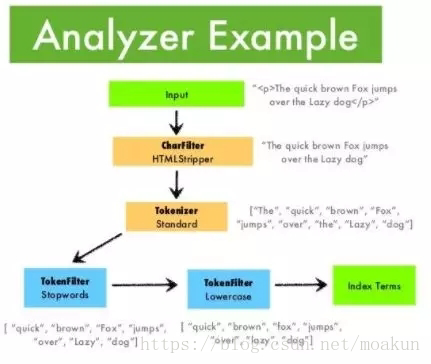 Analyzer Example
Input
“<p>The quick brown Fox jumps
over the Lazy dog</p>”
CharFilter
HTMLStripper
“The quick brown Fox jumps
over the Lazy dog”
Tokenizer
Standard
[“The”, “quick”, “brown”, “Fox”,
“jumps”, “over”, “the”, “Lazy”, “dog”]
TokenFilter
Stopwords
TokenFilter
Lowercase
Index Terms
[ “quick”, “brown”, “Fox”, “jumps”,
“over”, “Lazy”, “dog”]
[ “quick”, “brown”, “fox”, “jumps”,
“over”, “lazy”, “dog”]
https://blog.csdn.net/moakun